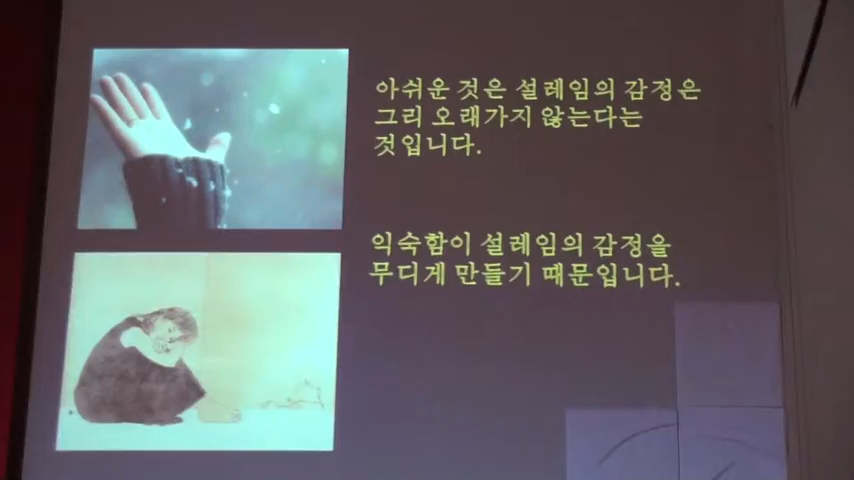 아쉬운 것은 설레임의 감정은
그리 오래가지 않는다는
것입니다.
익숙함이 설레임의 감정을
무디게 만들기 때문입니다.